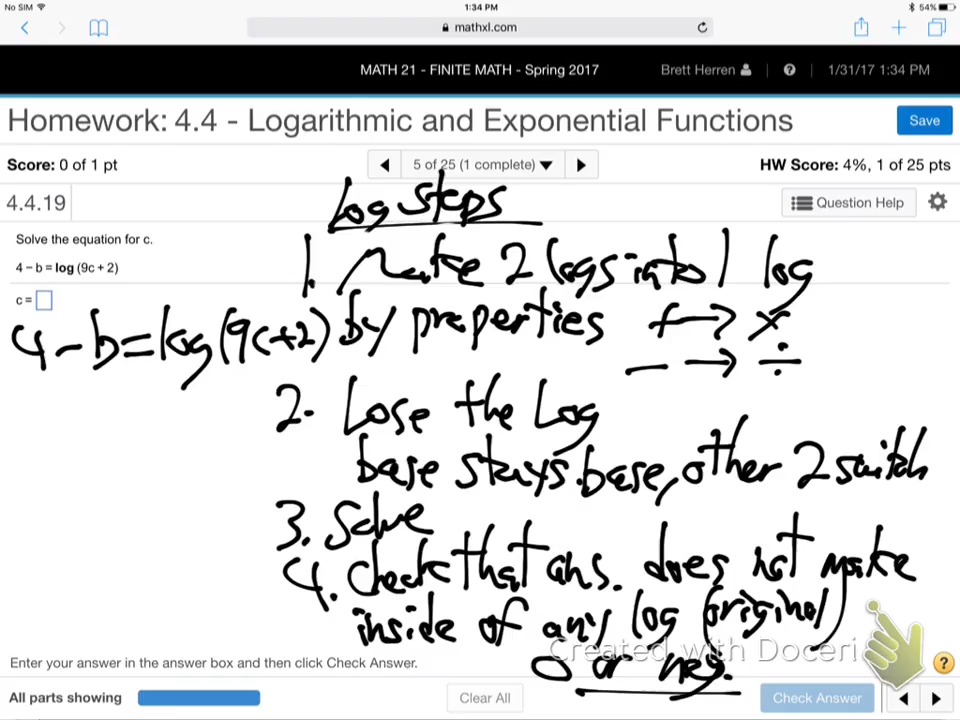 No SIM 1:34 PM 54%
mathxl.com
MATH 21 - FINITE MATH - Spring 2017 Brett Herren 1/31/17 1:34 PM
Homework: 4.4 - Logarithmic and Exponential Functions Save
Score: 0 of 1 pt 5 of 25 (1 complete) HW Score: 4%, 1 of 25 pts
4.4.19 Question Help
Log Steps
Solve the equation for c.
4 − b = log (9c + 2)
1. Make 2 logs into 1 log
c =
4 − b = log(9c+2) by properties + → ×
− → ÷
2. Lose the Log
base stays base, other 2 switch
3. Solve
4. Check that ans. does not make
inside of any log (original)
Created with Doceri
0 or neg.
Enter your answer in the answer box and then click Check Answer. ?
All parts showing Clear All Check Answer